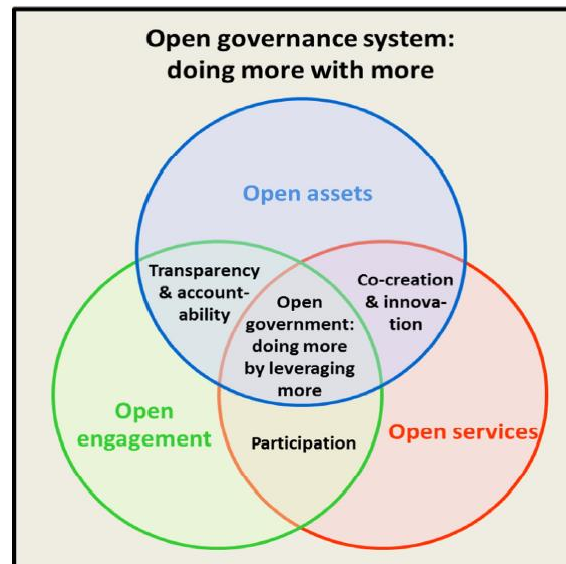 Open governance system:
doing more with more
Open assets
Transparency
& account-
ability
Co-creation
& innova-
tion
Open
government:
doing more
by leveraging
more
Open
engagement
Participation
Open services